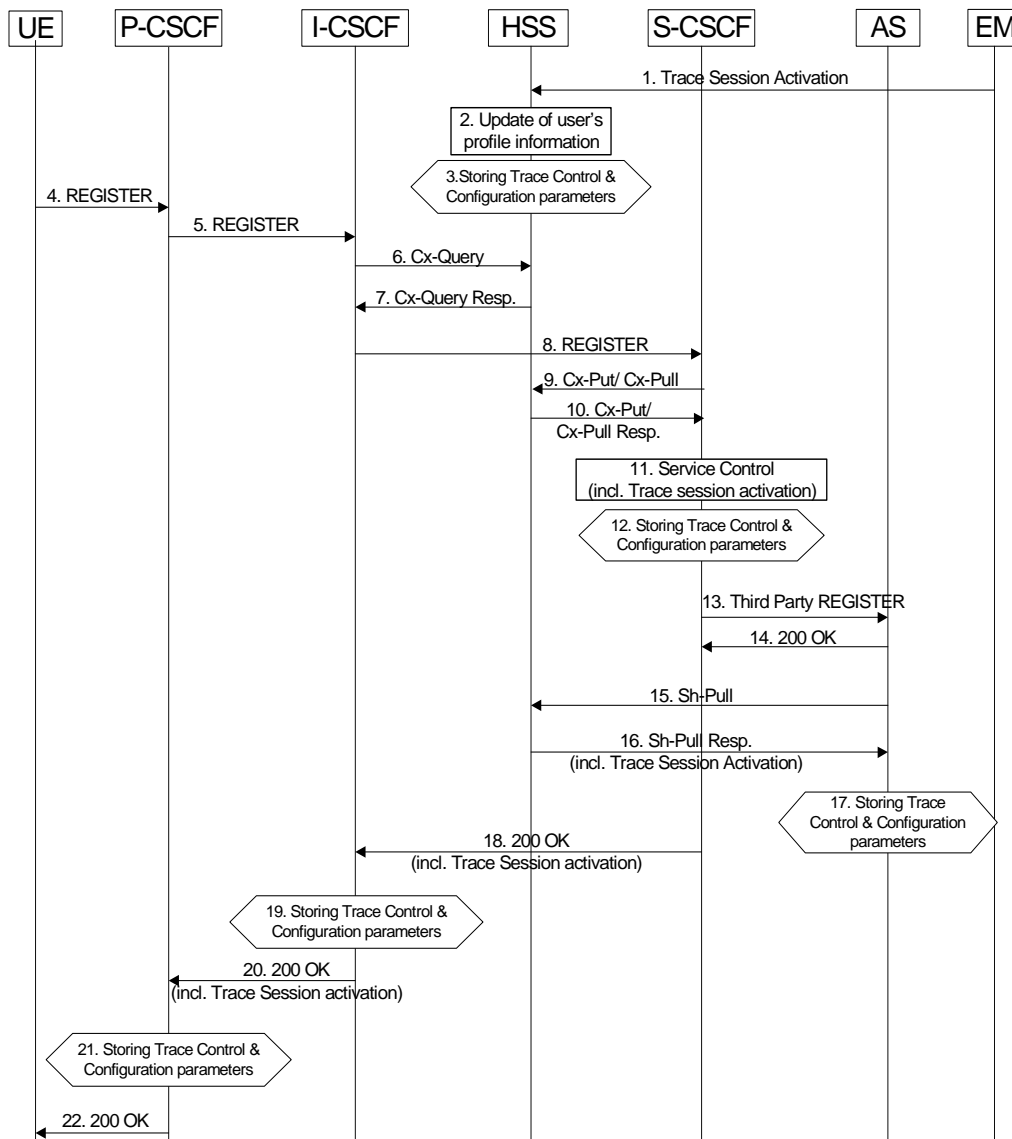 UE P-CSCF I-CSCF HSS S-CSCF AS EM
1. Trace Session Activation
2. Update of user's
profile information
3.Storing Trace Control &
Configuration parameters
4. REGISTER
5. REGISTER
6. Cx-Query
7. Cx-Query Resp.
8. REGISTER
9. Cx-Put/ Cx-Pull
10. Cx-Put/
Cx-Pull Resp.
11. Service Control
(incl. Trace session activation)
12. Storing Trace Control &
Configuration parameters
13. Third Party REGISTER
14. 200 OK
15. Sh-Pull
16. Sh-Pull Resp.
(incl. Trace Session Activation)
17. Storing Trace
Control & Configuration
parameters
18. 200 OK
(incl. Trace Session activation)
19. Storing Trace Control &
Configuration parameters
20. 200 OK
(incl. Trace Session activation)
21. Storing Trace Control &
Configuration parameters
22. 200 OK